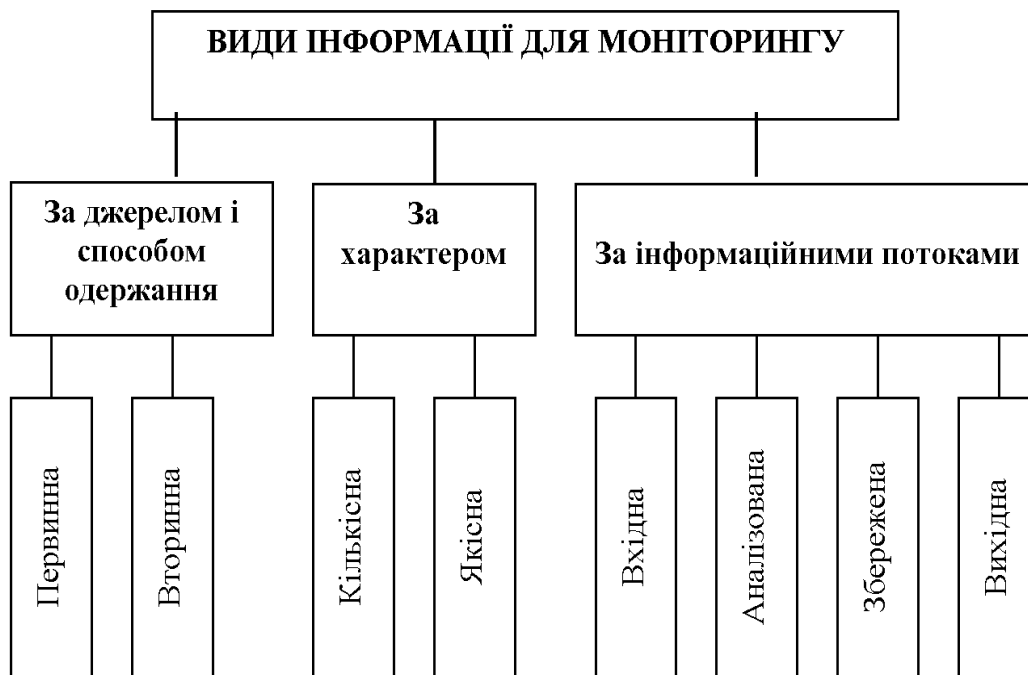 ВИДИ ІНФОРМАЦІЇ ДЛЯ МОНІТОРИНГУ
За джерелом і
способом
одержання
За
характером
За інформаційними потоками
Первинна
Вторинна
Кількісна
Якісна
Вхідна
Аналізована
Збережена
Вихідна